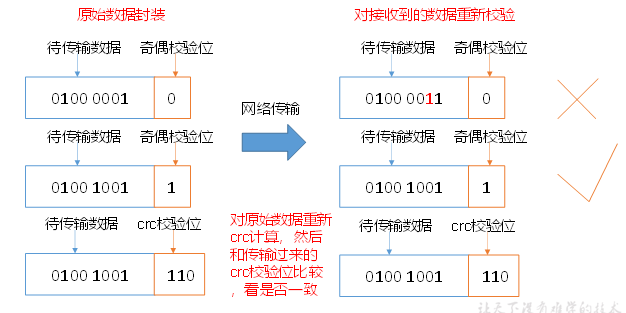 原始数据封装
对接收到的数据重新校验
待传输数据 奇偶校验位
0100 0001 0
待传输数据 奇偶校验位
0100 1001 1
待传输数据 crc校验位
0100 1001 110
网络传输
对原始数据重新
crc计算，然后
和传输过来的
crc校验位比较
，看是否一致
待传输数据 奇偶校验位
0100 0011 0
待传输数据 奇偶校验位
0100 1001 1
待传输数据 crc校验位
0100 1001 110
让天下没有难学的技术